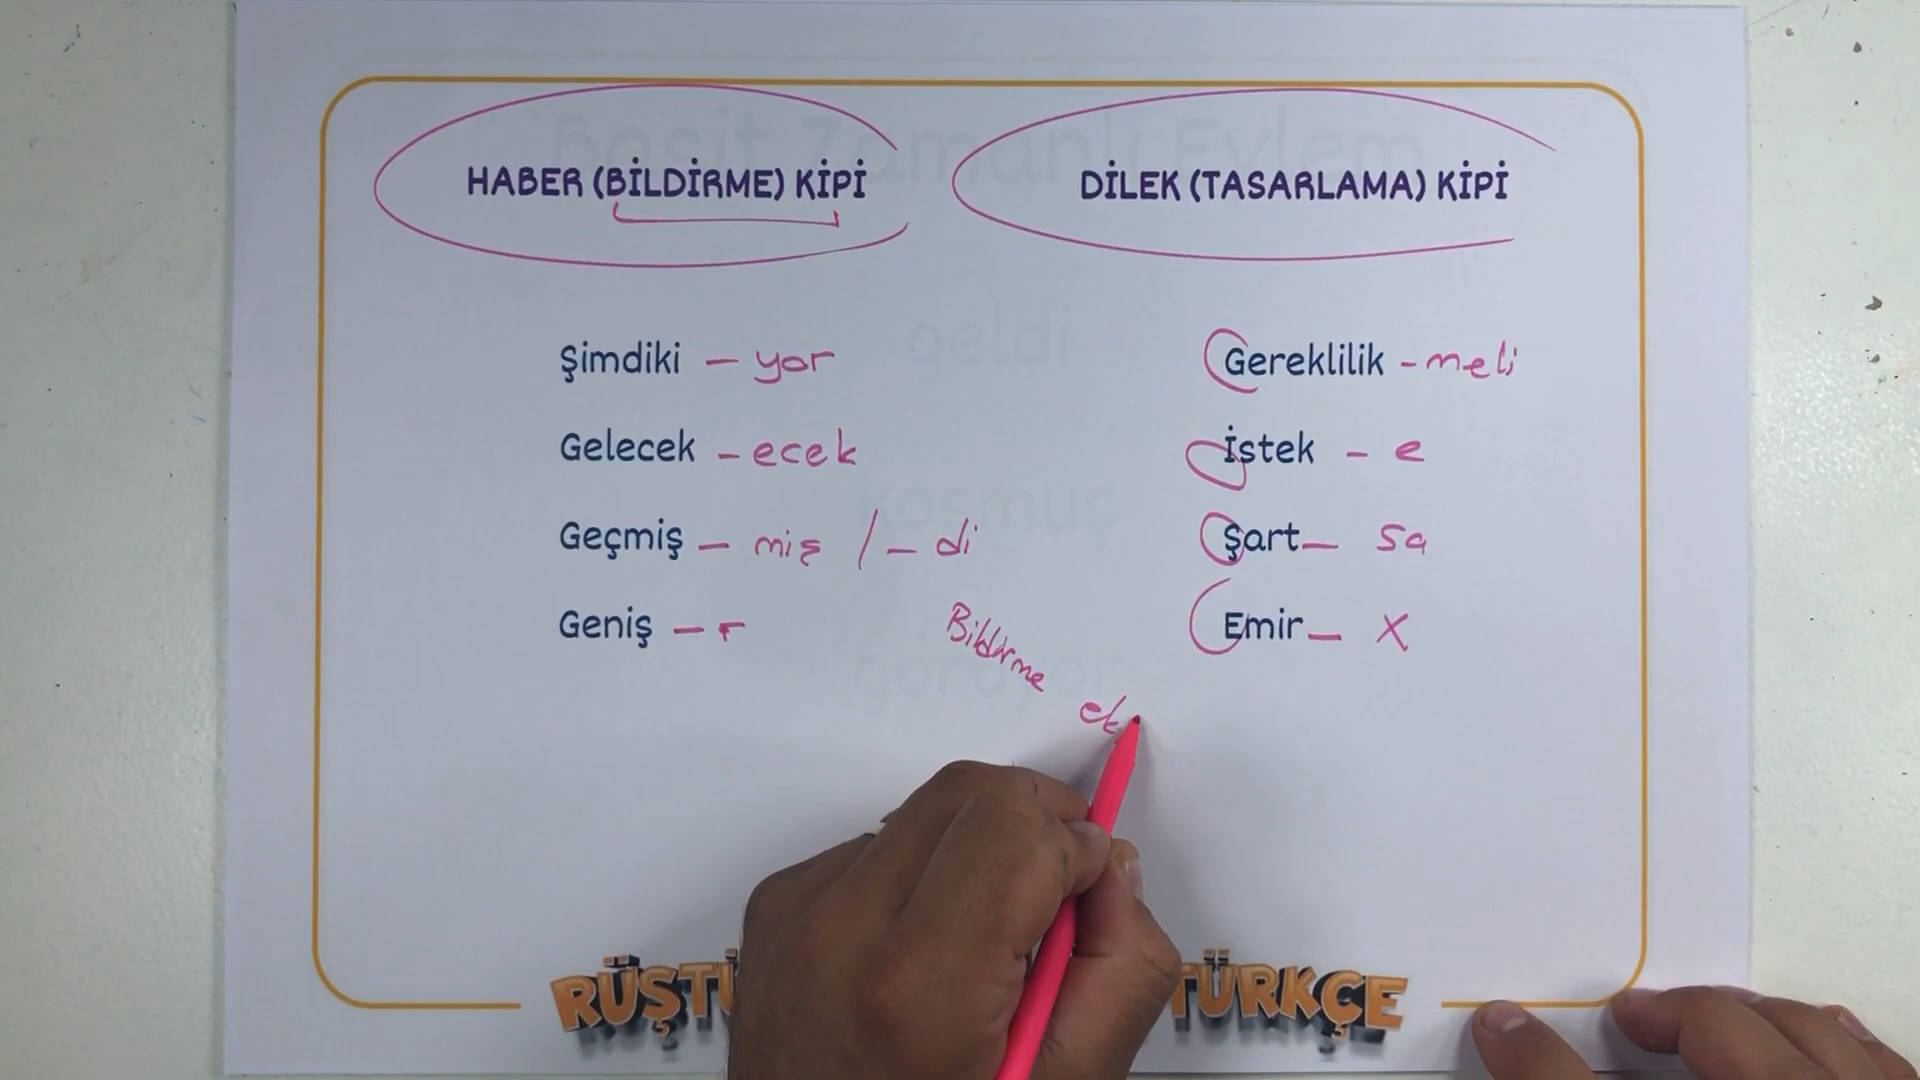 HABER (BİLDİRME) KİPİ
Şimdiki - yor
Gelecek - ecek
Geçmiş - miş / - di
Geniş - r
DİLEK (TASARLAMA) KİPİ
Gereklilik - meli
İstek - e
Şart - sa
Emir - X
Bildirme
ek
TÜRKÇE